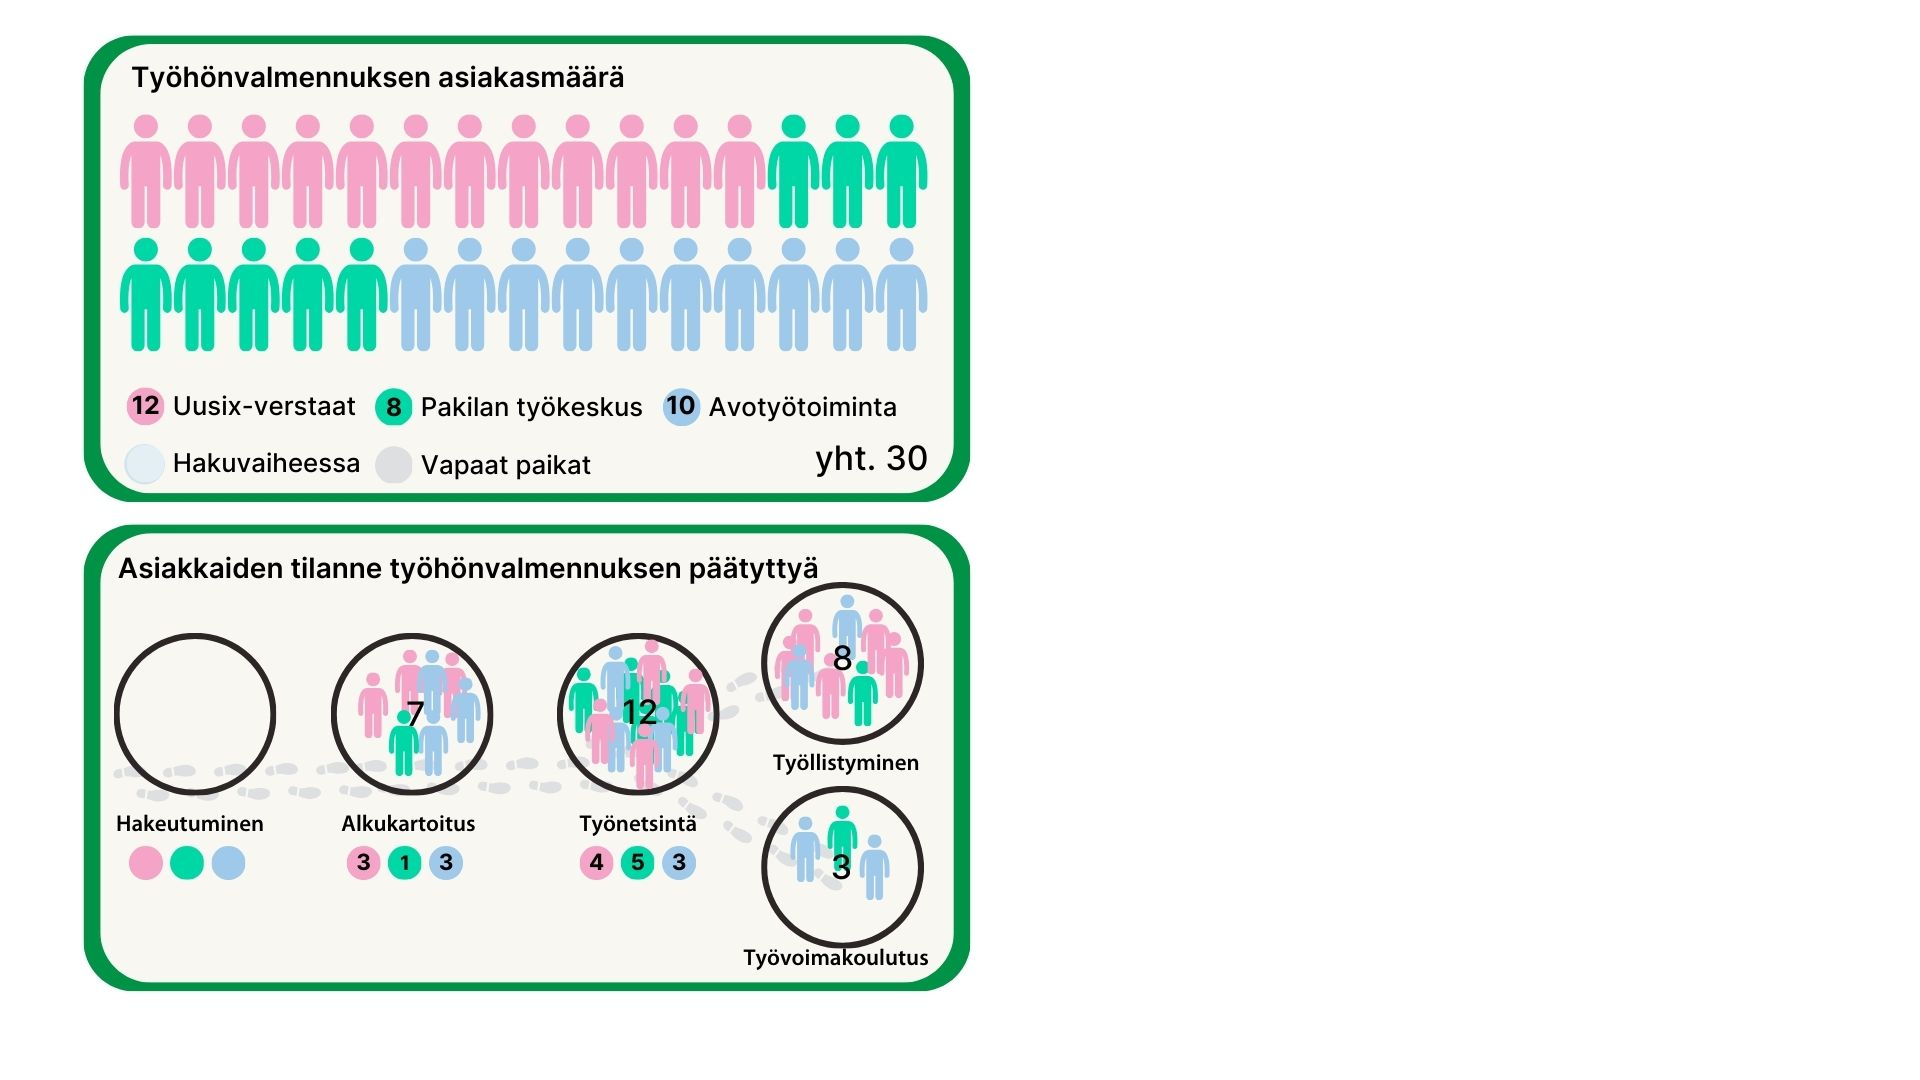 Työhönvalmennuksen asiakasmäärä
12 Uusix-verstaat 8 Pakilan työkeskus 10 Avotyötoiminta
Hakuvaiheessa Vapaat paikat yht. 30
Asiakkaiden tilanne työhönvalmennuksen päätyttyä
7
12
8
Hakeutuminen
Alkukartoitus
3 1 3
Työnetsintä
4 5 3
Työllistyminen
3
Työvoimakoulutus